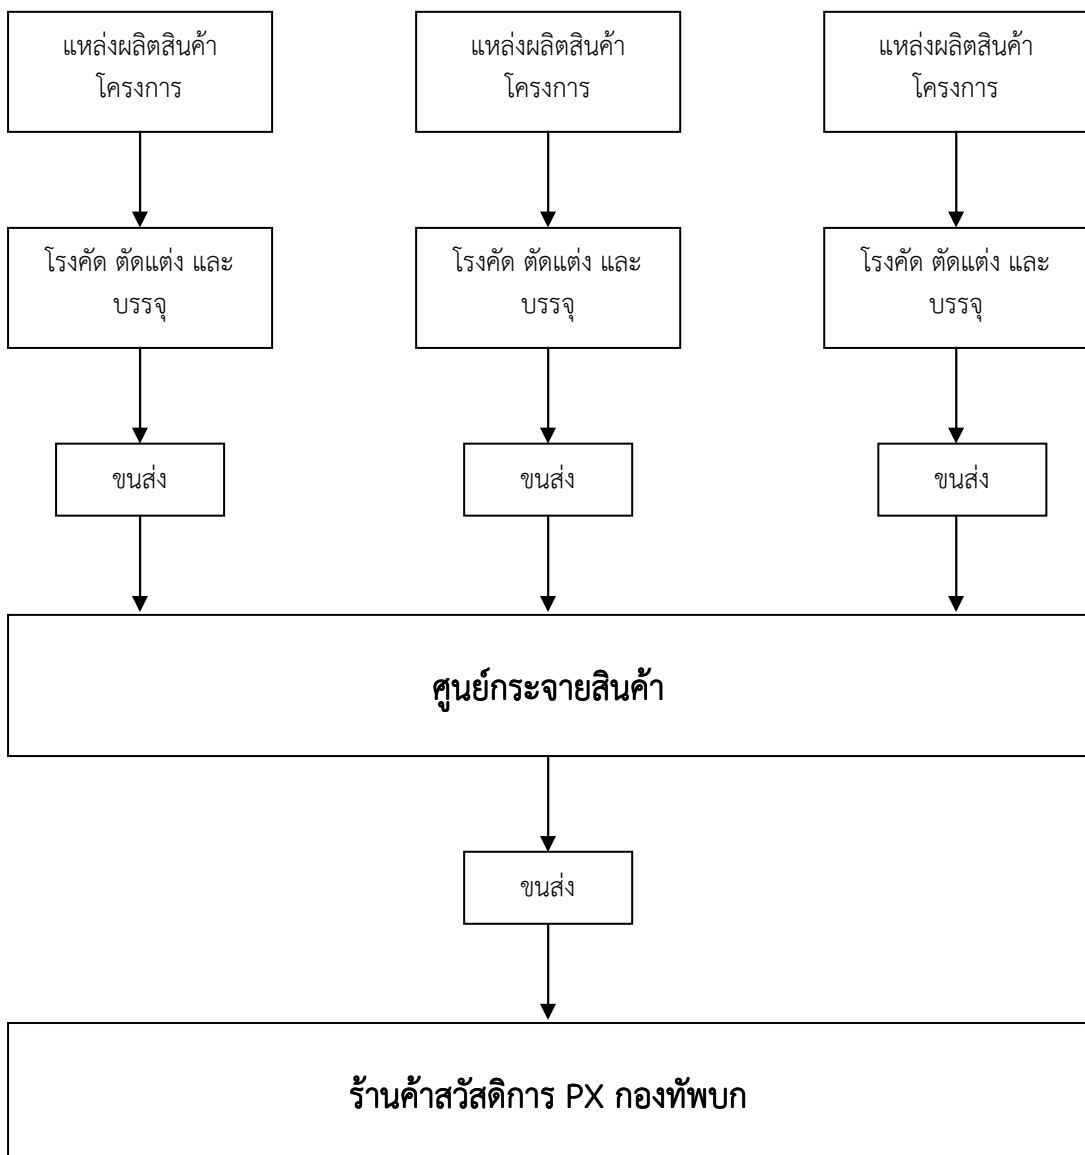 แหล่งผลิตสินค้า
โครงการ
แหล่งผลิตสินค้า
โครงการ
แหล่งผลิตสินค้า
โครงการ
โรงคัด ตัดแต่ง และ
บรรจุ
โรงคัด ตัดแต่ง และ
บรรจุ
โรงคัด ตัดแต่ง และ
บรรจุ
ขนส่ง
ขนส่ง
ขนส่ง
ศูนย์กระจายสินค้า
ขนส่ง
ร้านค้าสวัสดิการ PX กองทัพบก